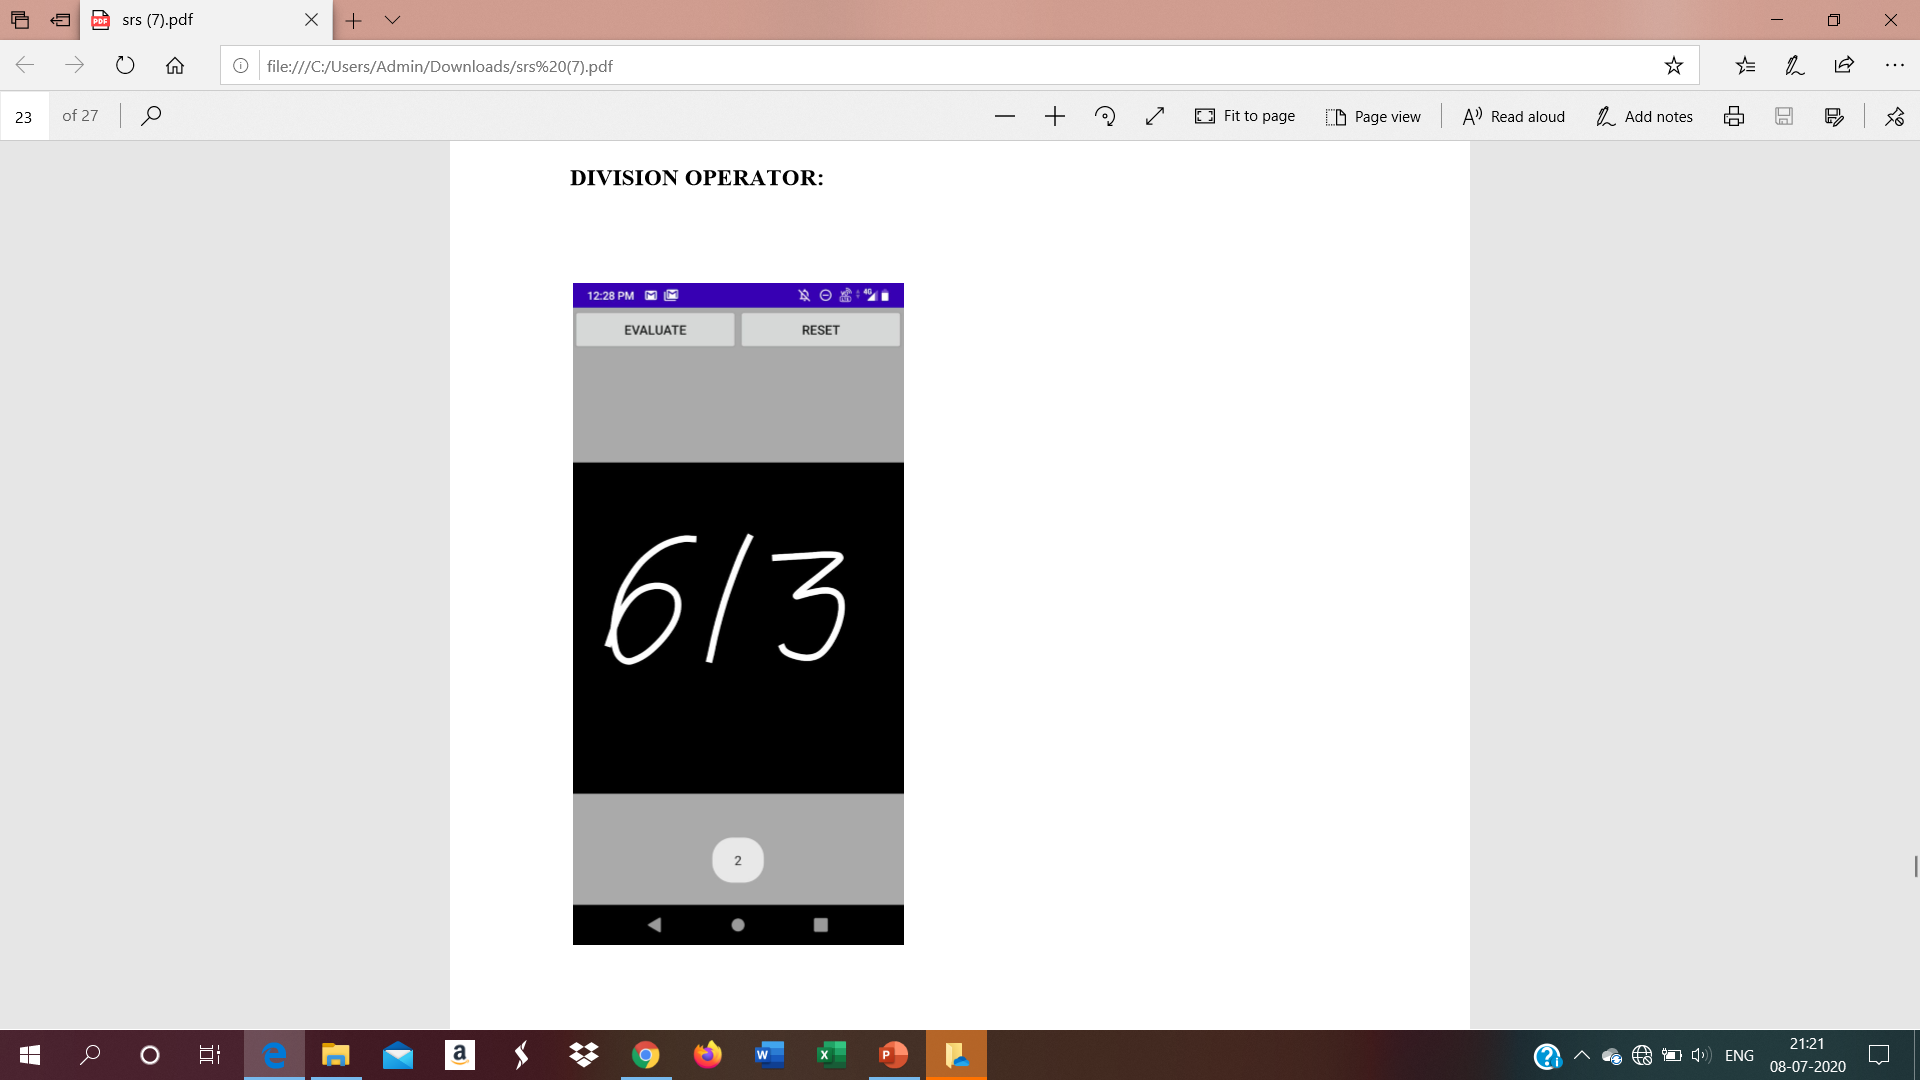 srs (7).pdf
file:///C:/Users/Admin/Downloads/srs%20(7).pdf
23 of 27 Fit to page Page view Read aloud Add notes
DIVISION OPERATOR:
12:28 PM 4G
EVALUATE RESET
6/3
2
ENG 21:21
08-07-2020